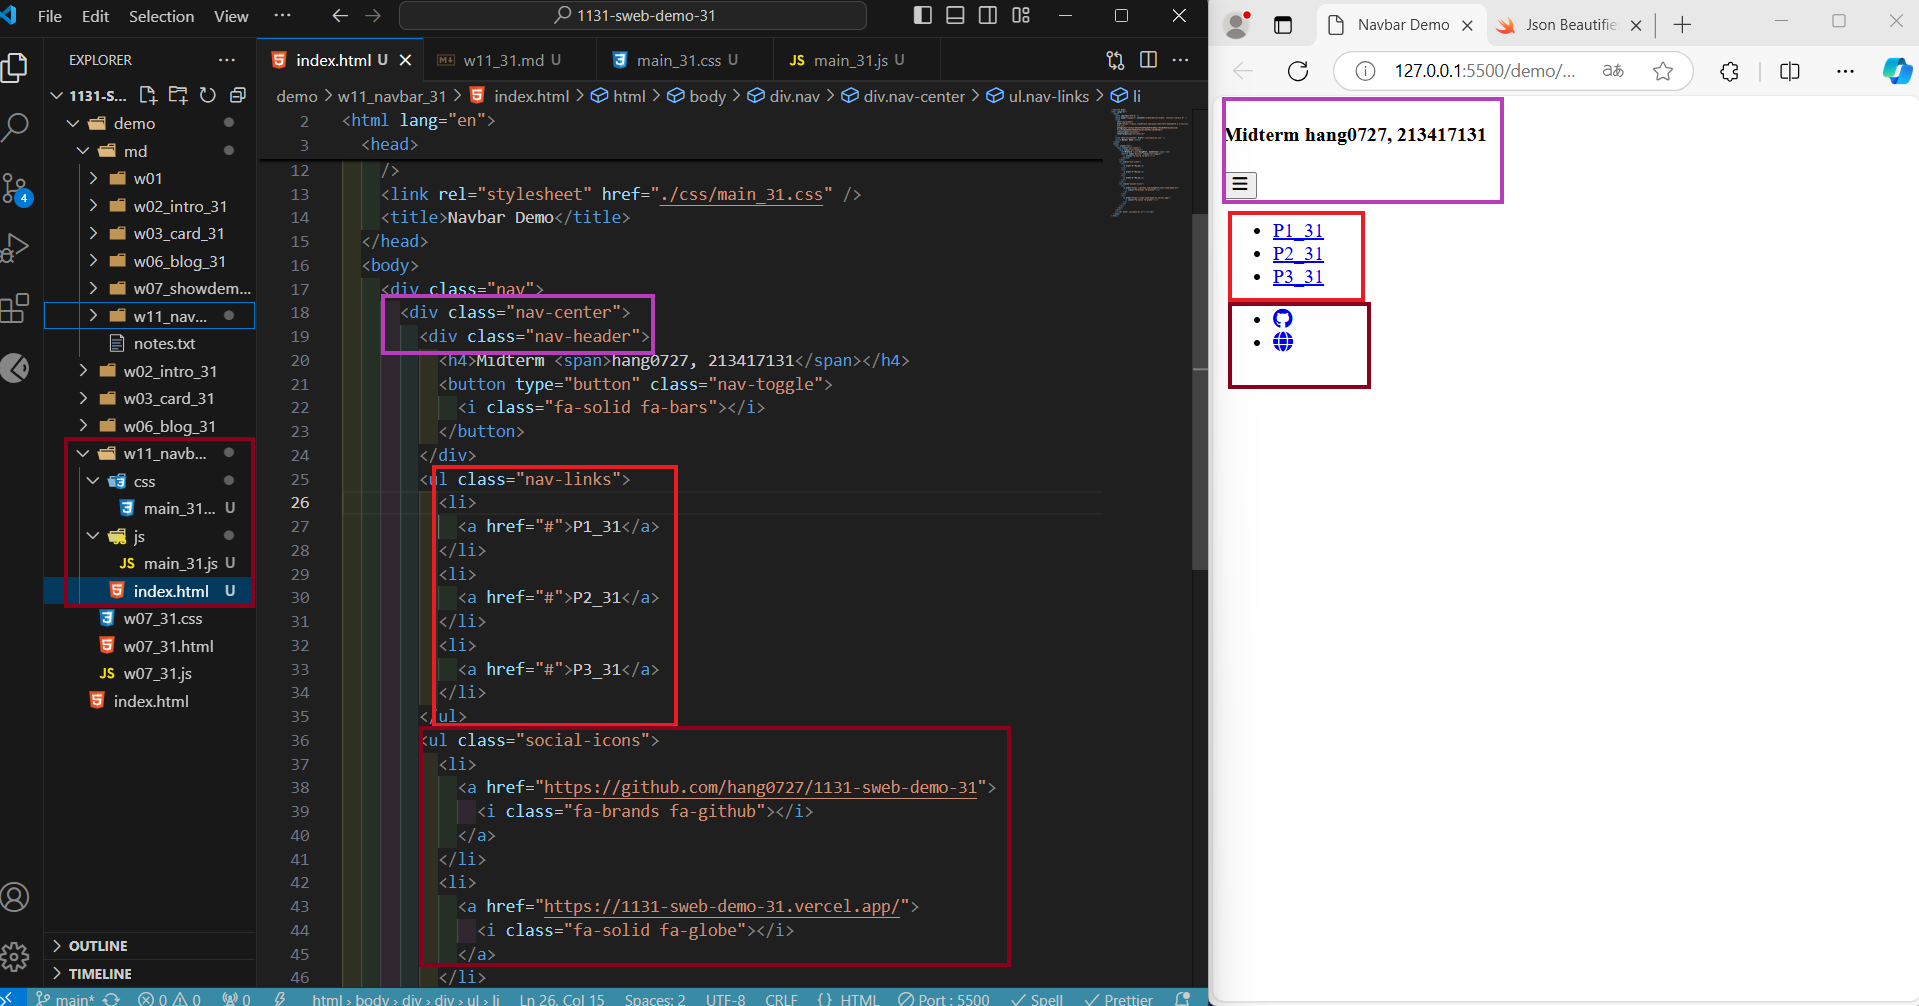 File Edit Selection View ··· 1131-sweb-demo-31
EXPLORER ···
1131-S...
demo
md
w01
w02_intro_31
w03_card_31
w06_blog_31
w07_showdem...
w11_nav...
notes.txt
w02_intro_31
w03_card_31
w06_blog_31
w11_navb...
css
main_31... U
js
JS main_31.js U
index.html U
w07_31.css
w07_31.html
JS w07_31.js
index.html
OUTLINE
TIMELINE
4
index.html U w11_31.md U main_31.css U JS main_31.js U
demo > w11_navbar_31 > index.html > html > body > div.nav > div.nav-center > ul.nav-links > li
2 <html lang="en">
3 <head>
12 />
13 <link rel="stylesheet" href="./css/main_31.css" />
14 <title>Navbar Demo</title>
15 </head>
16 <body>
17 <div class="nav">
18 <div class="nav-center">
19 <div class="nav-header">
20 <h4>Midterm <span>hang0727, 213417131</span></h4>
21 <button type="button" class="nav-toggle">
22 <i class="fa-solid fa-bars"></i>
23 </button>
24 </div>
25 <ul class="nav-links">
26 <li>
27 <a href="#">P1_31</a>
28 </li>
29 <li>
30 <a href="#">P2_31</a>
31 </li>
32 <li>
33 <a href="#">P3_31</a>
34 </li>
35 </ul>
36 <ul class="social-icons">
37 <li>
38 <a href="https://github.com/hang0727/1131-sweb-demo-31">
39 <i class="fa-brands fa-github"></i>
40 </a>
41 </li>
42 <li>
43 <a href="https://1131-sweb-demo-31.vercel.app/">
44 <i class="fa-solid fa-globe"></i>
45 </a>
46 </li>
main* 0 0 0 html › body › div › div › ul › li Ln 26, Col 15 Spaces: 2 UTF-8 CRLF {} HTML Port : 5500 Spell Prettier
Navbar Demo Json Beautifie
127.0.0.1:5500/demo/... aあ
Midterm hang0727, 213417131
P1_31
P2_31
P3_31